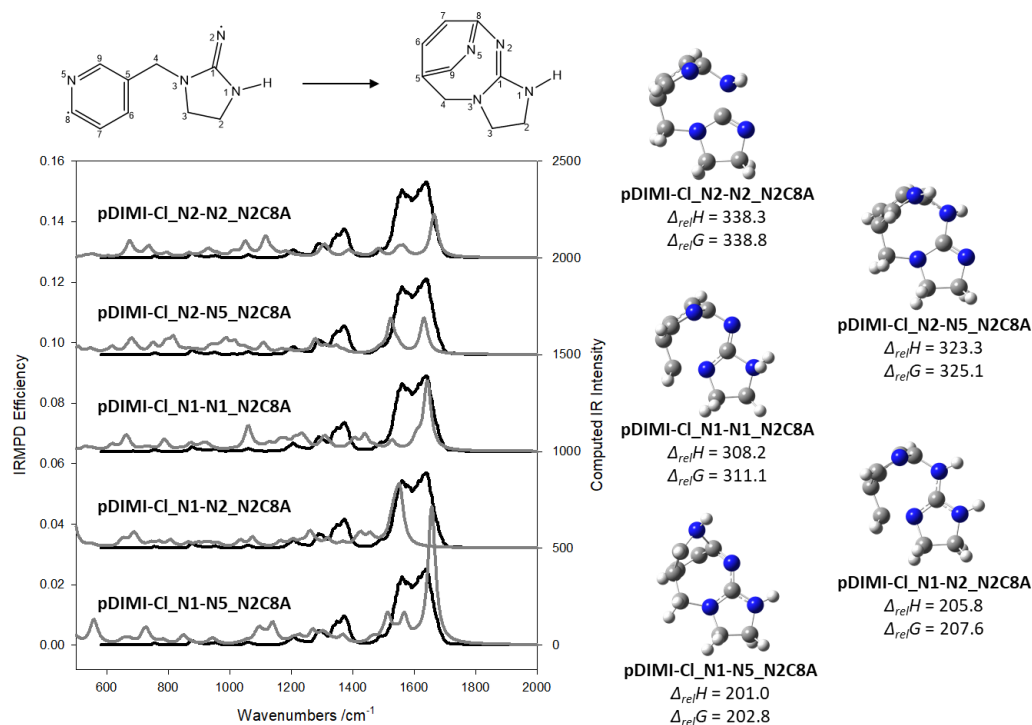 N
2
N
5
9
5
4
N
3
1
N
1
H
8
7
6
3
2
8
7
6
N
5
N
2
9
5
4
N
3
1
N
1
H
3
2
IRMPD Efficiency
0.16
0.14
0.12
0.10
0.08
0.06
0.04
0.02
0.00
pDIMI-Cl_N2-N2_N2C8A
pDIMI-Cl_N2-N5_N2C8A
pDIMI-Cl_N1-N1_N2C8A
pDIMI-Cl_N1-N2_N2C8A
pDIMI-Cl_N1-N5_N2C8A
2500
2000
1500
1000
500
0
Computed IR Intensity
600 800 1000 1200 1400 1600 1800 2000
Wavenumbers /cm⁻¹
pDIMI-Cl_N2-N2_N2C8A
ΔrelH = 338.3
ΔrelG = 338.8
pDIMI-Cl_N2-N5_N2C8A
ΔrelH = 323.3
ΔrelG = 325.1
pDIMI-Cl_N1-N1_N2C8A
ΔrelH = 308.2
ΔrelG = 311.1
pDIMI-Cl_N1-N2_N2C8A
ΔrelH = 205.8
ΔrelG = 207.6
pDIMI-Cl_N1-N5_N2C8A
ΔrelH = 201.0
ΔrelG = 202.8